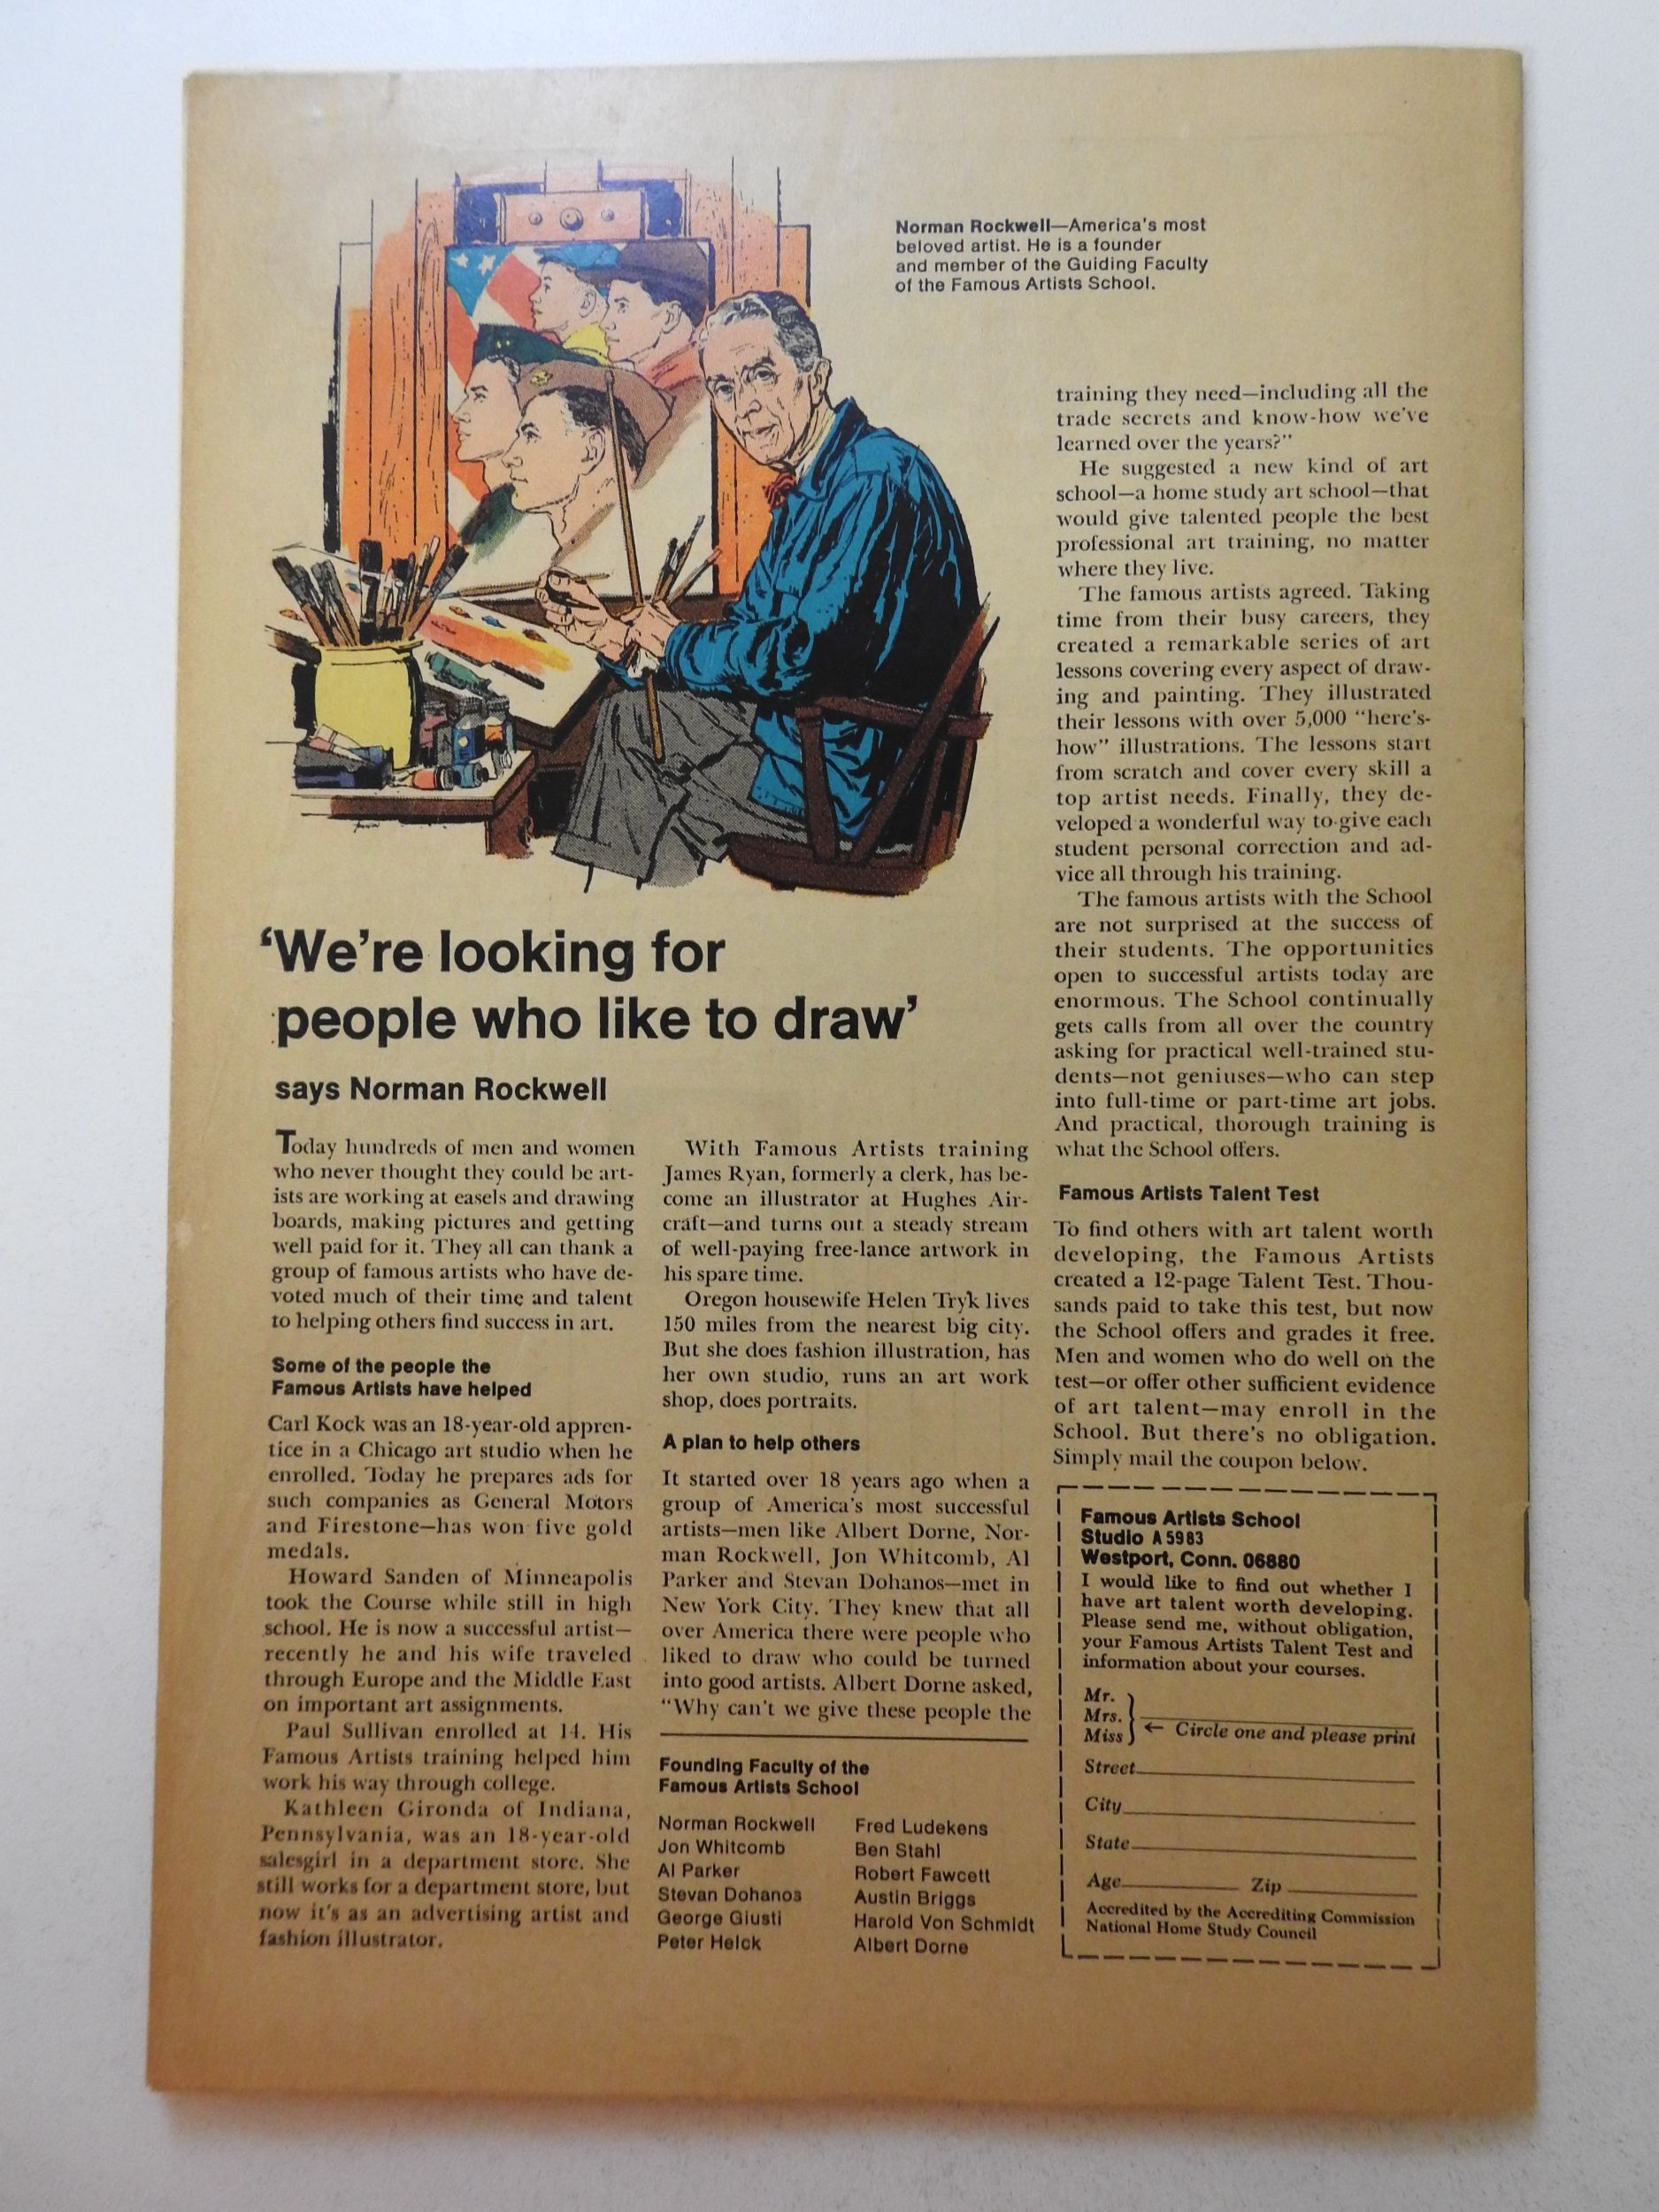 Norman Rockwell—America's most
beloved artist. He is a founder
and member of the Guiding Faculty
of the Famous Artists School.
‘We’re looking for
people who like to draw’
says Norman Rockwell
Today hundreds of men and women
who never thought they could be art-
ists are working at easels and drawing
boards, making pictures and getting
well paid for it. They all can thank a
group of famous artists who have de-
voted much of their time and talent
to helping others find success in art.
Some of the people the
Famous Artists have helped
Carl Kock was an 18-year-old appren-
tice in a Chicago art studio when he
enrolled. Today he prepares ads for
such companies as General Motors
and Firestone—has won five gold
medals.
Howard Sanden of Minneapolis
took the Course while still in high
school. He is now a successful artist—
recently he and his wife traveled
through Europe and the Middle East
on important art assignments.
Paul Sullivan enrolled at 14. His
Famous Artists training helped him
work his way through college.
Kathleen Gironda of Indiana,
Pennsylvania, was an 18-year-old
salesgirl in a department store. She
still works for a department store, but
now it's as an advertising artist and
fashion illustrator.
With Famous Artists training
James Ryan, formerly a clerk, has be-
come an illustrator at Hughes Air-
craft—and turns out a steady stream
of well-paying free-lance artwork in
his spare time.
Oregon housewife Helen Tryk lives
150 miles from the nearest big city.
But she does fashion illustration, has
her own studio, runs an art work
shop, does portraits.
A plan to help others
It started over 18 years ago when a
group of America's most successful
artists—men like Albert Dorne, Nor-
man Rockwell, Jon Whitcomb, Al
Parker and Stevan Dohanos—met in
New York City. They knew that all
over America there were people who
liked to draw who could be turned
into good artists. Albert Dorne asked,
“Why can't we give these people the
training they need—including all the
trade secrets and know-how we've
learned over the years?”
He suggested a new kind of art
school—a home study art school—that
would give talented people the best
professional art training, no matter
where they live.
The famous artists agreed. Taking
time from their busy careers, they
created a remarkable series of art
lessons covering every aspect of draw-
ing and painting. They illustrated
their lessons with over 5,000 “here's-
how” illustrations. The lessons start
from scratch and cover every skill a
top artist needs. Finally, they de-
veloped a wonderful way to give each
student personal correction and ad-
vice all through his training.
The famous artists with the School
are not surprised at the success of
their students. The opportunities
open to successful artists today are
enormous. The School continually
gets calls from all over the country
asking for practical well-trained stu-
dents—not geniuses—who can step
into full-time or part-time art jobs.
And practical, thorough training is
what the School offers.
Famous Artists Talent Test
To find others with art talent worth
developing, the Famous Artists
created a 12-page Talent Test. Thou-
sands paid to take this test, but now
the School offers and grades it free.
Men and women who do well on the
test—or offer other sufficient evidence
of art talent—may enroll in the
School. But there's no obligation.
Simply mail the coupon below.
Founding Faculty of the
Famous Artists School
Norman Rockwell
Jon Whitcomb
Al Parker
Stevan Dohanos
George Giusti
Peter Helck
Fred Ludekens
Ben Stahl
Robert Fawcett
Austin Briggs
Harold Von Schmidt
Albert Dorne
Famous Artists School
Studio A5983
Westport, Conn. 06880
I would like to find out whether I
have art talent worth developing.
Please send me, without obligation,
your Famous Artists Talent Test and
information about your courses.
Mr.
Mrs.
Miss } ← Circle one and please print
Street
City
State
Age Zip
Accredited by the Accrediting Commission
National Home Study Council